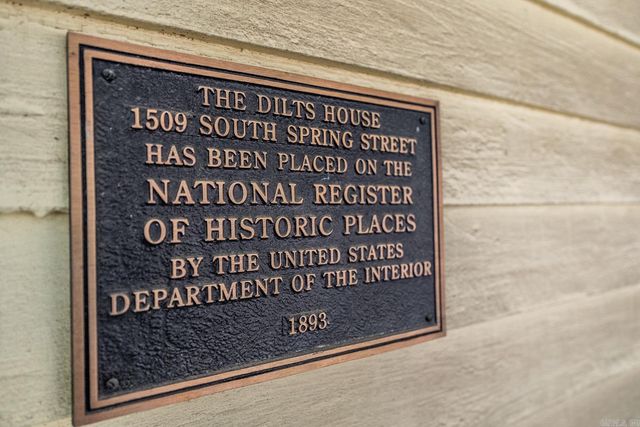 THE DILTS HOUSE
1509 SOUTH SPRING STREET
HAS BEEN PLACED ON THE
NATIONAL REGISTER
OF HISTORIC PLACES
BY THE UNITED STATES
DEPARTMENT OF THE INTERIOR
1893